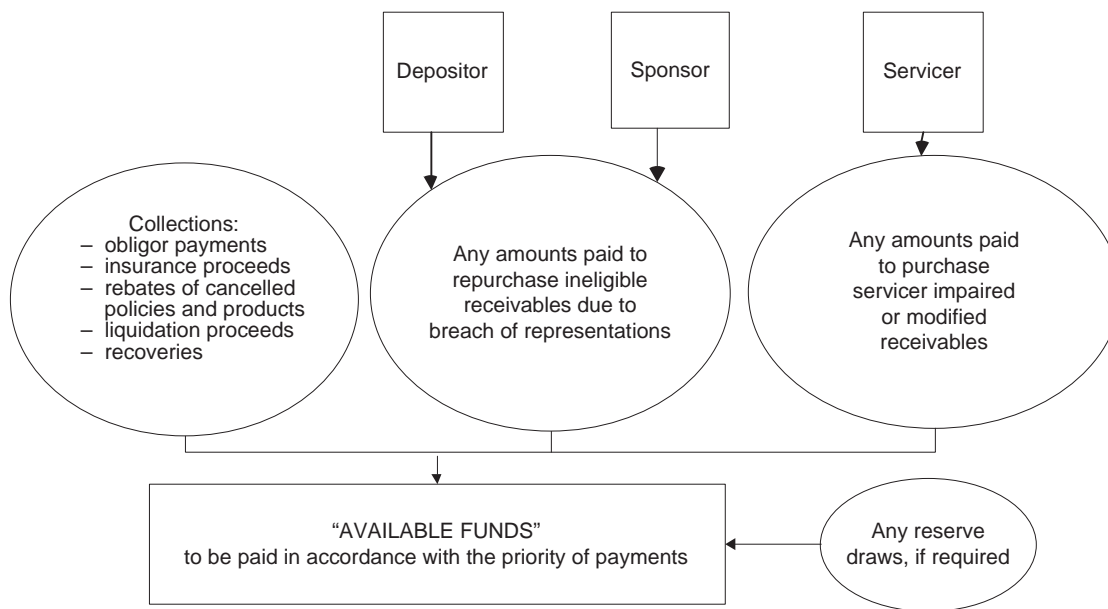 Depositor
Sponsor
Servicer
Collections:
– obligor payments
– insurance proceeds
– rebates of cancelled
policies and products
– liquidation proceeds
– recoveries
Any amounts paid to
repurchase ineligible
receivables due to
breach of representations
Any amounts paid
to purchase
servicer impaired
or modified
receivables
“AVAILABLE FUNDS”
to be paid in accordance with the priority of payments
Any reserve
draws, if required